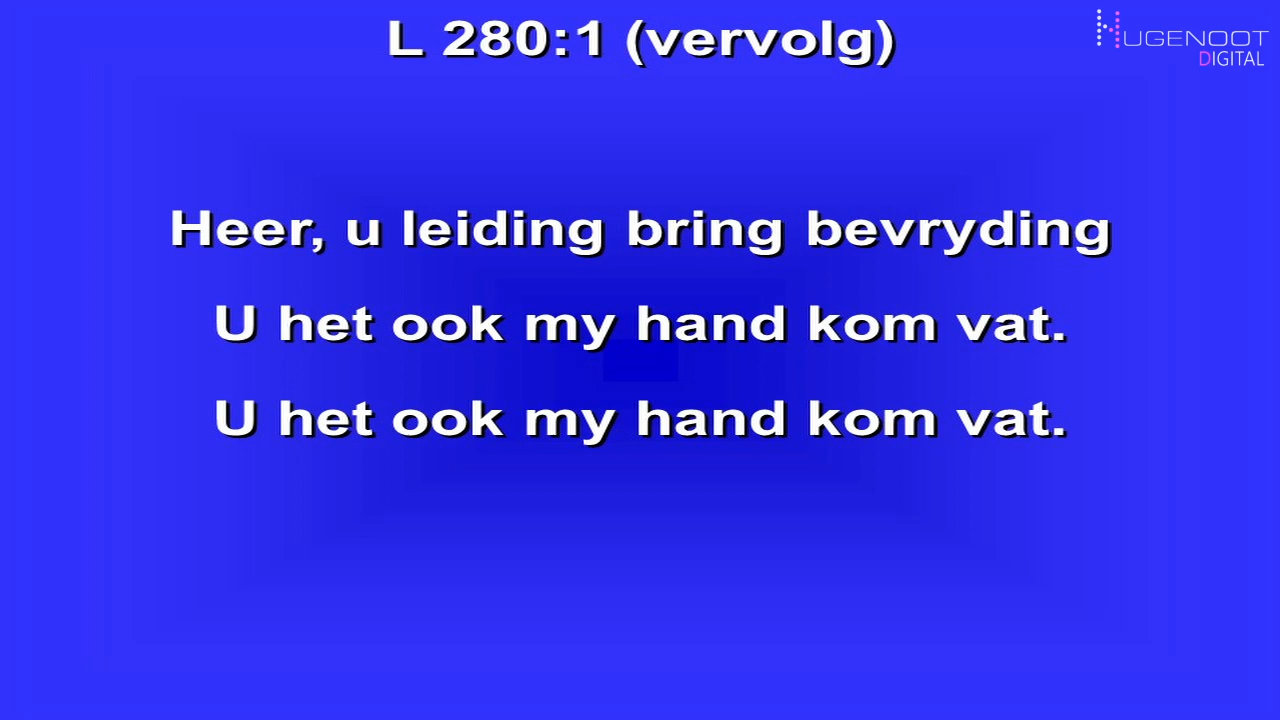 L 280:1 (vervolg)
HUGENOOT
DIGITAL
Heer, u leiding bring bevryding
U het ook my hand kom vat.
U het ook my hand kom vat.